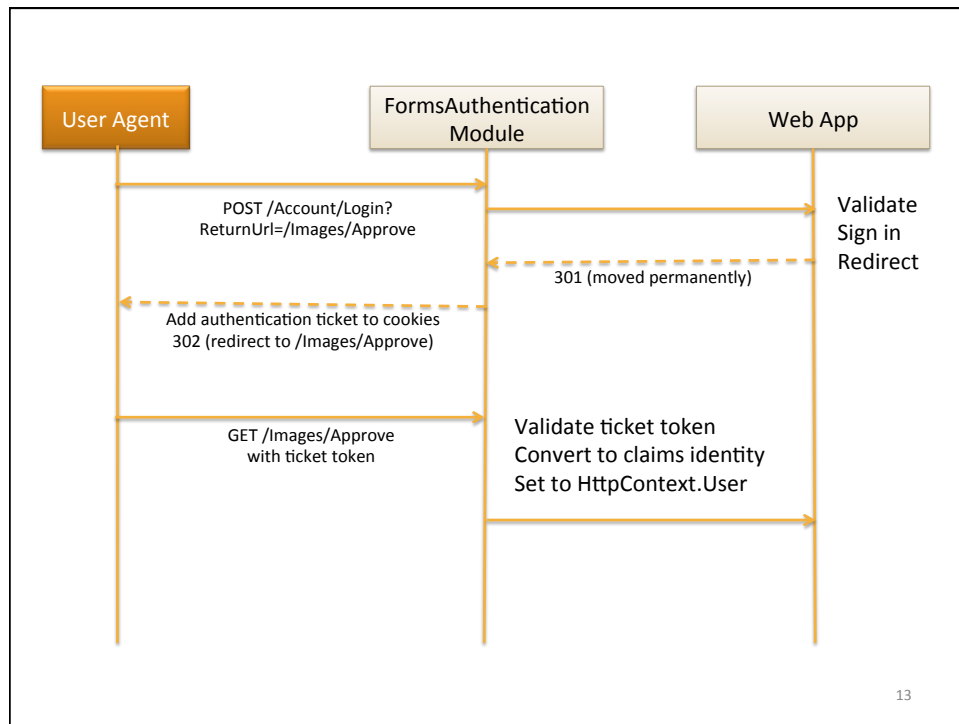 User Agent
FormsAuthentication
Module
Web App
POST /Account/Login?
ReturnUrl=/Images/Approve
Validate
Sign in
Redirect
301 (moved permanently)
Add authentication ticket to cookies
302 (redirect to /Images/Approve)
GET /Images/Approve
with ticket token
Validate ticket token
Convert to claims identity
Set to HttpContext.User
13